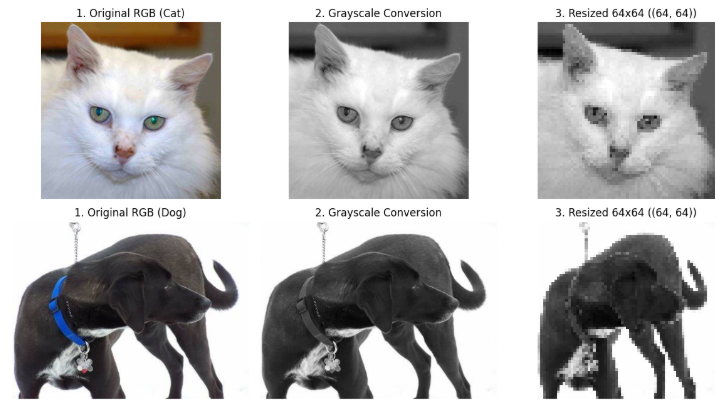 1. Original RGB (Cat)
2. Grayscale Conversion
3. Resized 64x64 ((64, 64))
1. Original RGB (Dog)
2. Grayscale Conversion
3. Resized 64x64 ((64, 64))